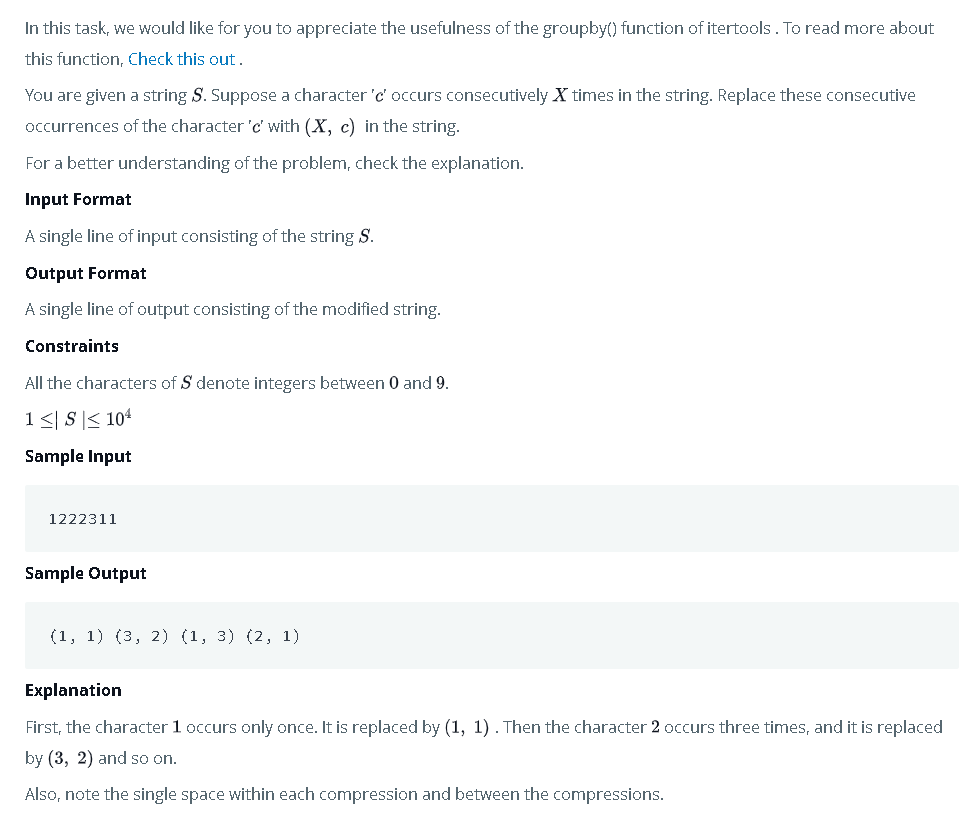 In this task, we would like for you to appreciate the usefulness of the groupby() function of itertools . To read more about
this function, Check this out .
You are given a string S. Suppose a character 'c' occurs consecutively X times in the string. Replace these consecutive
occurrences of the character 'c' with (X, c) in the string.
For a better understanding of the problem, check the explanation.
Input Format
A single line of input consisting of the string S.
Output Format
A single line of output consisting of the modified string.
Constraints
All the characters of S denote integers between 0 and 9.
1 ≤| S |≤ 10⁴
Sample Input
1222311
Sample Output
(1, 1) (3, 2) (1, 3) (2, 1)
Explanation
First, the character 1 occurs only once. It is replaced by (1, 1) . Then the character 2 occurs three times, and it is replaced
by (3, 2) and so on.
Also, note the single space within each compression and between the compressions.